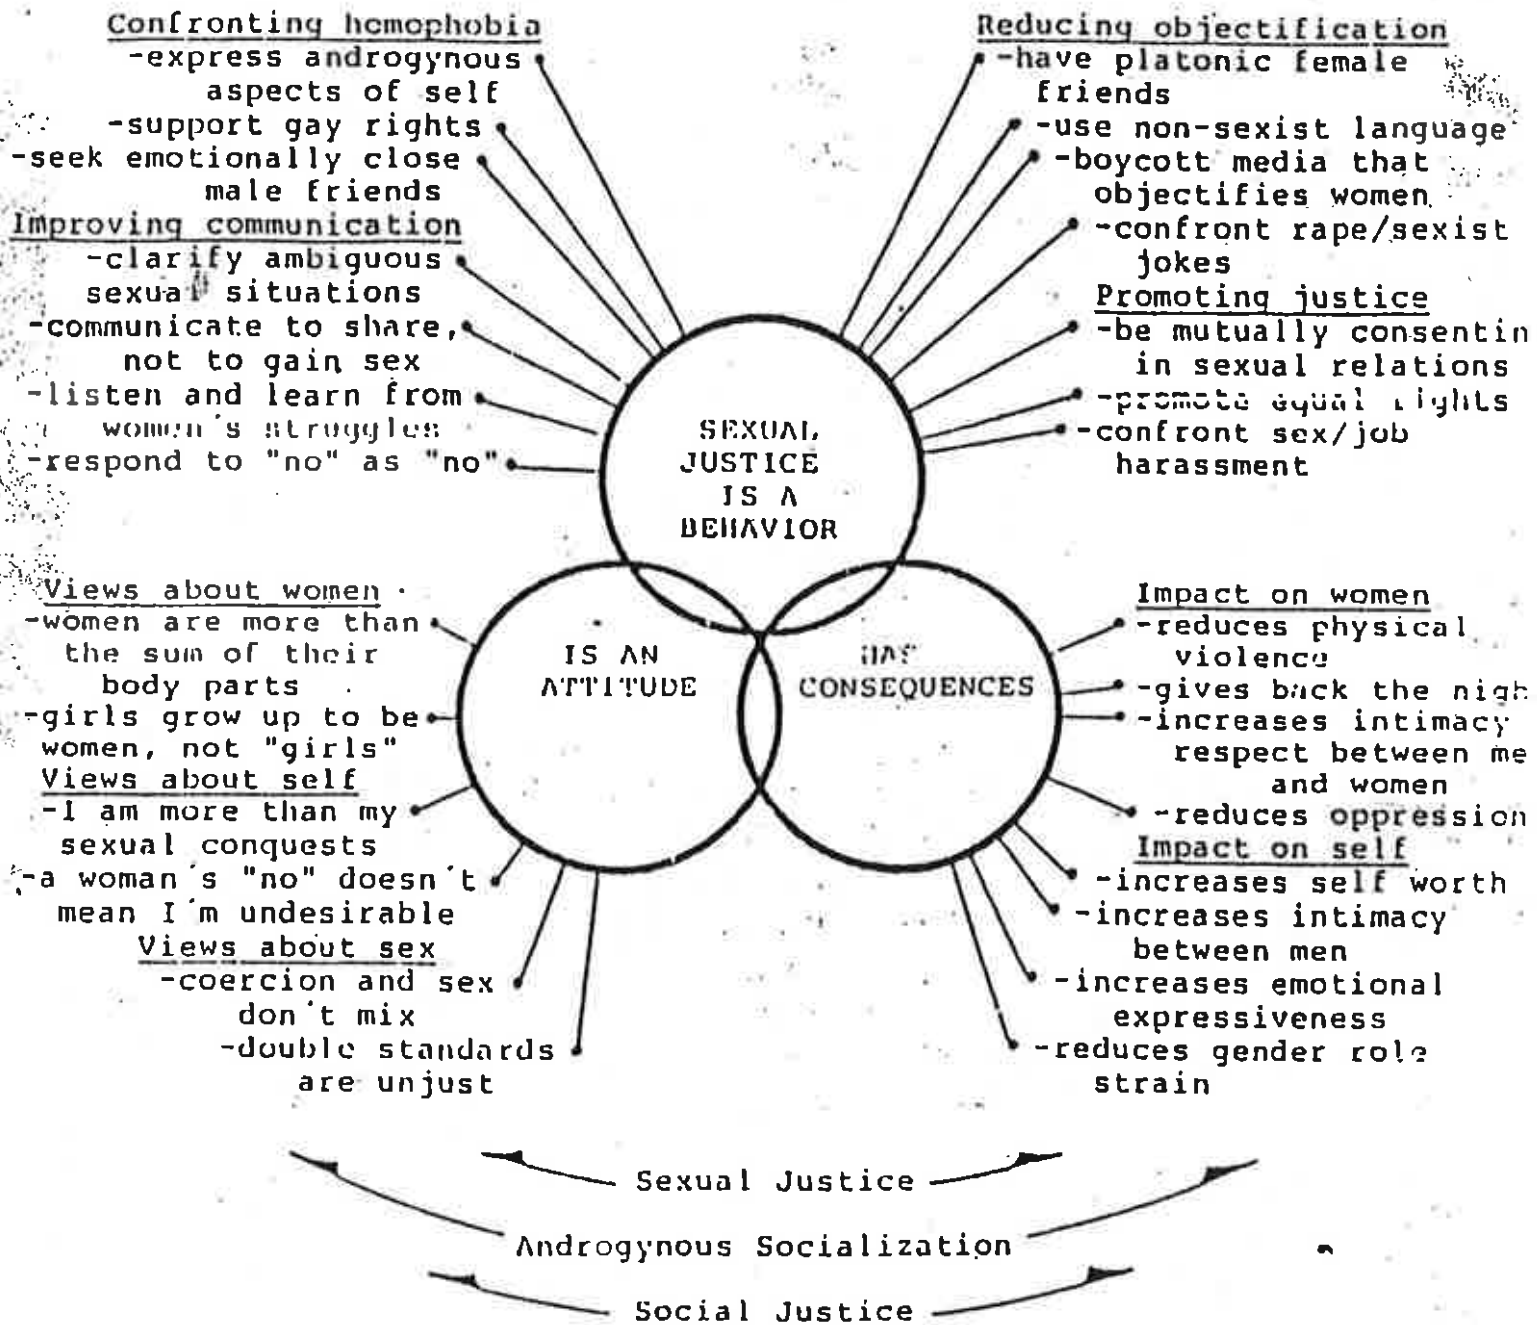 Confronting homophobia
-express androgynous
aspects of self
-support gay rights
-seek emotionally close
male friends
Improving communication
-clarify ambiguous
sexual situations
-communicate to share,
not to gain sex
-listen and learn from
women's struggles
-respond to "no" as "no"
Reducing objectification
-have platonic female
friends
-use non-sexist language
-boycott media that
objectifies women
-confront rape/sexist
jokes
Promoting justice
-be mutually consentin
in sexual relations
-promote equal rights
-confront sex/job
harassment
SEXUAL
JUSTICE
IS A
BEHAVIOR
IS AN
ATTITUDE
HAS
CONSEQUENCES
Views about women
-women are more than
the sum of their
body parts
-girls grow up to be
women, not "girls"
Views about self
-I am more than my
sexual conquests
-a woman's "no" doesn't
mean I'm undesirable
Views about sex
-coercion and sex
don't mix
-double standards
are unjust
Impact on women
-reduces physical
violence
-gives back the nigh
-increases intimacy
respect between me
and women
-reduces oppression
Impact on self
-increases self worth
-increases intimacy
between men
-increases emotional
expressiveness
-reduces gender role
strain
Sexual Justice
Androgynous Socialization
Social Justice